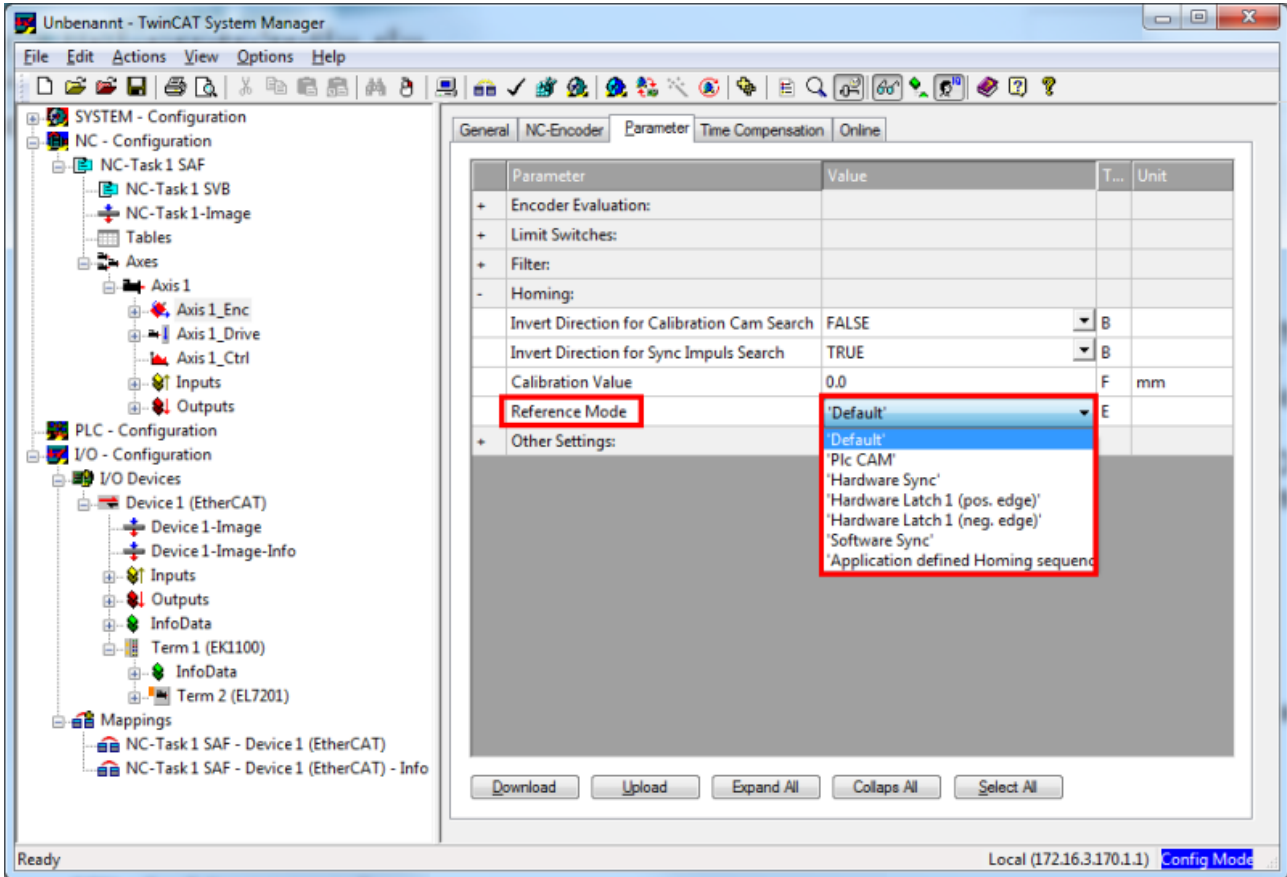 Unbenannt - TwinCAT System Manager
File Edit Actions View Options Help
SYSTEM - Configuration
NC - Configuration
NC-Task 1 SAF
NC-Task 1 SVB
NC-Task 1-Image
Tables
Axes
Axis 1
Axis 1_Enc
Axis 1_Drive
Axis 1_Ctrl
Inputs
Outputs
PLC - Configuration
I/O - Configuration
I/O Devices
Device 1 (EtherCAT)
Device 1-Image
Device 1-Image-Info
Inputs
Outputs
InfoData
Term 1 (EK1100)
InfoData
Term 2 (EL7201)
Mappings
NC-Task 1 SAF - Device 1 (EtherCAT)
NC-Task 1 SAF - Device 1 (EtherCAT) - Info
General NC-Encoder Parameter Time Compensation Online
Parameter Value T... Unit
+ Encoder Evaluation:
+ Limit Switches:
+ Filter:
- Homing:
Invert Direction for Calibration Cam Search FALSE B
Invert Direction for Sync Impuls Search TRUE B
Calibration Value 0.0 F mm
Reference Mode 'Default' E
+ Other Settings:
'Default'
'Plc CAM'
'Hardware Sync'
'Hardware Latch 1 (pos. edge)'
'Hardware Latch 1 (neg. edge)'
'Software Sync'
'Application defined Homing sequenc
Download Upload Expand All Collaps All Select All
Ready Local (172.16.3.170.1.1) Config Mode